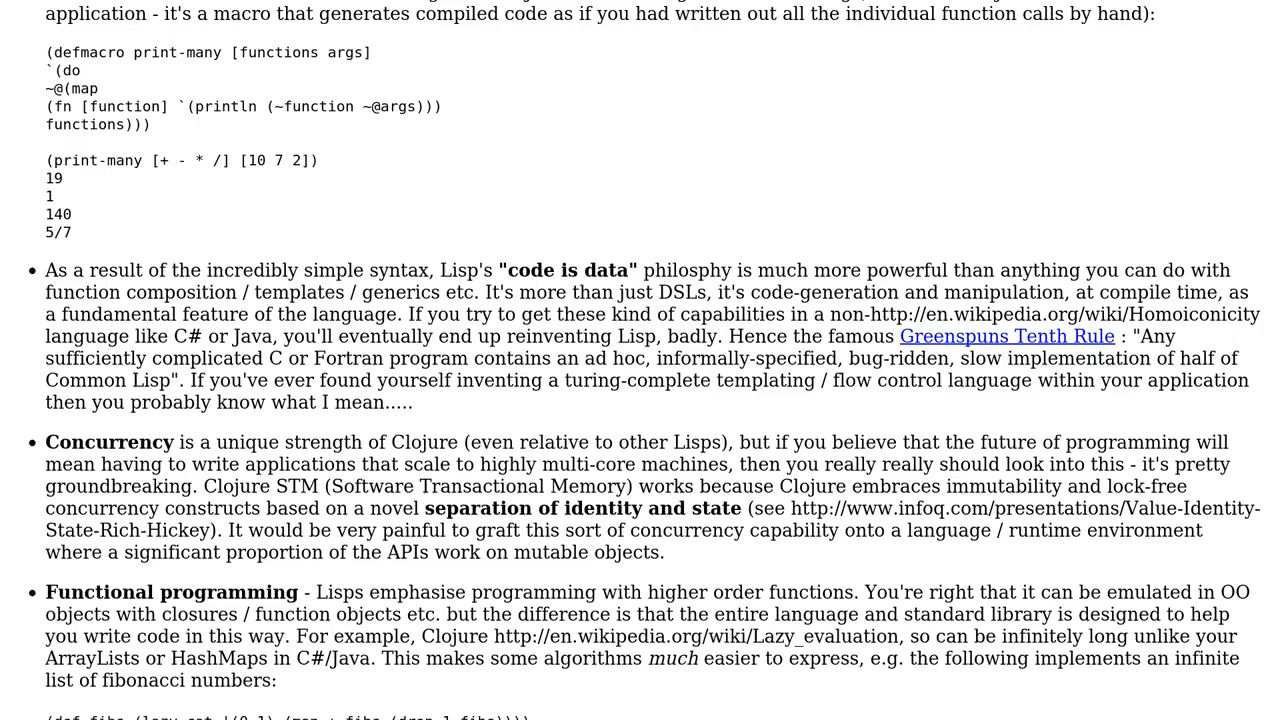 application - it's a macro that generates compiled code as if you had written out all the individual function calls by hand):
(defmacro print-many [functions args]
`(do
~@(map
(fn [function] `(println (~function ~@args)))
functions)))
(print-many [+ - * /] [10 7 2])
19
1
140
5/7
• As a result of the incredibly simple syntax, Lisp's "code is data" philosphy is much more powerful than anything you can do with
function composition / templates / generics etc. It's more than just DSLs, it's code-generation and manipulation, at compile time, as
a fundamental feature of the language. If you try to get these kind of capabilities in a non-http://en.wikipedia.org/wiki/Homoiconicity
language like C# or Java, you'll eventually end up reinventing Lisp, badly. Hence the famous Greenspuns Tenth Rule : "Any
sufficiently complicated C or Fortran program contains an ad hoc, informally-specified, bug-ridden, slow implementation of half of
Common Lisp". If you've ever found yourself inventing a turing-complete templating / flow control language within your application
then you probably know what I mean.....
• Concurrency is a unique strength of Clojure (even relative to other Lisps), but if you believe that the future of programming will
mean having to write applications that scale to highly multi-core machines, then you really really should look into this - it's pretty
groundbreaking. Clojure STM (Software Transactional Memory) works because Clojure embraces immutability and lock-free
concurrency constructs based on a novel separation of identity and state (see http://www.infoq.com/presentations/Value-Identity-
State-Rich-Hickey). It would be very painful to graft this sort of concurrency capability onto a language / runtime environment
where a significant proportion of the APIs work on mutable objects.
• Functional programming - Lisps emphasise programming with higher order functions. You're right that it can be emulated in OO
objects with closures / function objects etc. but the difference is that the entire language and standard library is designed to help
you write code in this way. For example, Clojure http://en.wikipedia.org/wiki/Lazy_evaluation, so can be infinitely long unlike your
ArrayLists or HashMaps in C#/Java. This makes some algorithms much easier to express, e.g. the following implements an infinite
list of fibonacci numbers: